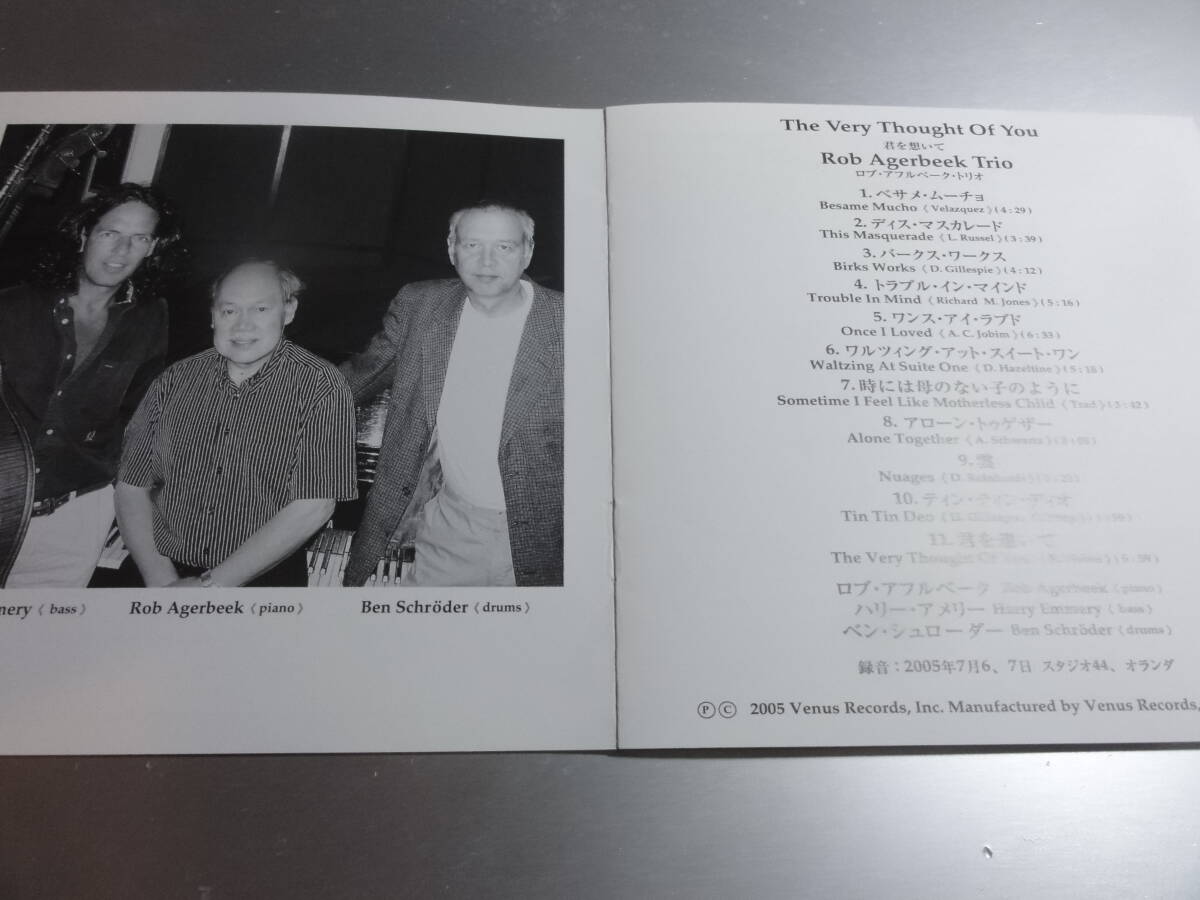 nery《 bass 》
Rob Agerbeek《 piano 》
Ben Schröder《 drums 》
The Very Thought Of You
君を想いて
Rob Agerbeek Trio
ロブ・アフルベーク・トリオ
1. ベサメ・ムーチョ
Besame Mucho《 Velazquez 》( 4 : 29 )
2. ディス・マスカレード
This Masquerade《 L. Russel 》( 3 : 39 )
3. バークス・ワークス
Birks Works《 D. Gillespie 》( 4 : 12 )
4. トラブル・イン・マインド
Trouble In Mind《 Richard M. Jones 》( 5 : 16 )
5. ワンス・アイ・ラブド
Once I Loved《 A. C. Jobim 》( 6 : 33 )
6. ワルツィング・アット・スイート・ワン
Waltzing At Suite One《 D. Hazeltine 》( 5 : 18 )
7. 時には母のない子のように
Sometime I Feel Like Motherless Child《 Trad 》
8. アローン・トゥゲザー
Alone Together
9. 雲
Nuages
10. ティン・ティン・ディオ
Tin Tin Deo
11. 君を想いて
The Very Thought Of You
ロブ・アフルベーク Rob Agerbeek《 piano 》
ハリー・アメリー Harry Emmery《 bass 》
ベン・シュローダー Ben Schröder《 drums 》
録音：2005年7月6、7日 スタジオ44、オランダ
Ⓟ Ⓒ 2005 Venus Records, Inc. Manufactured by Venus Records,